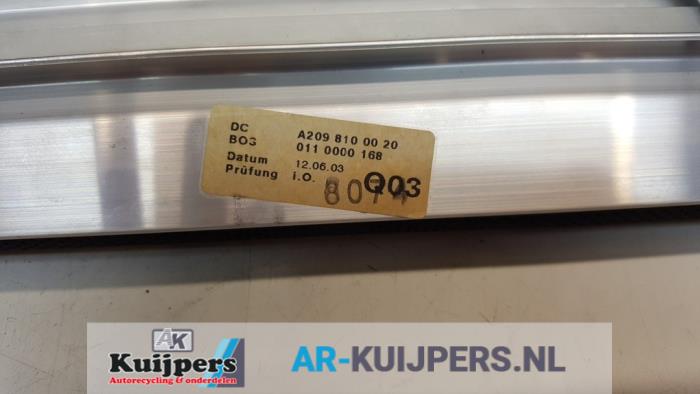 DC A209 810 00 20
BOS 011 0000 168
Datum 12.06.03
Prüfung i.O. Q03
AK
Kuijpers
Autorecycling & onderdelen
AR-KUIJPERS.NL